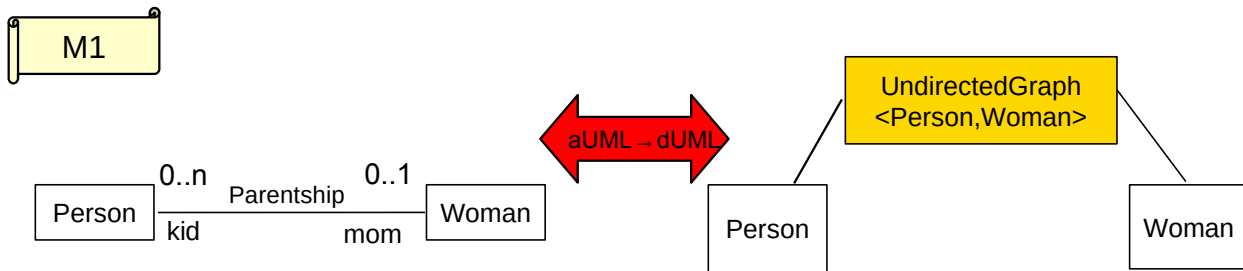 M1
UndirectedGraph
<Person,Woman>
aUML→dUML
0..n
Parentship
0..1
Person
Woman
kid
mom
Person
Woman